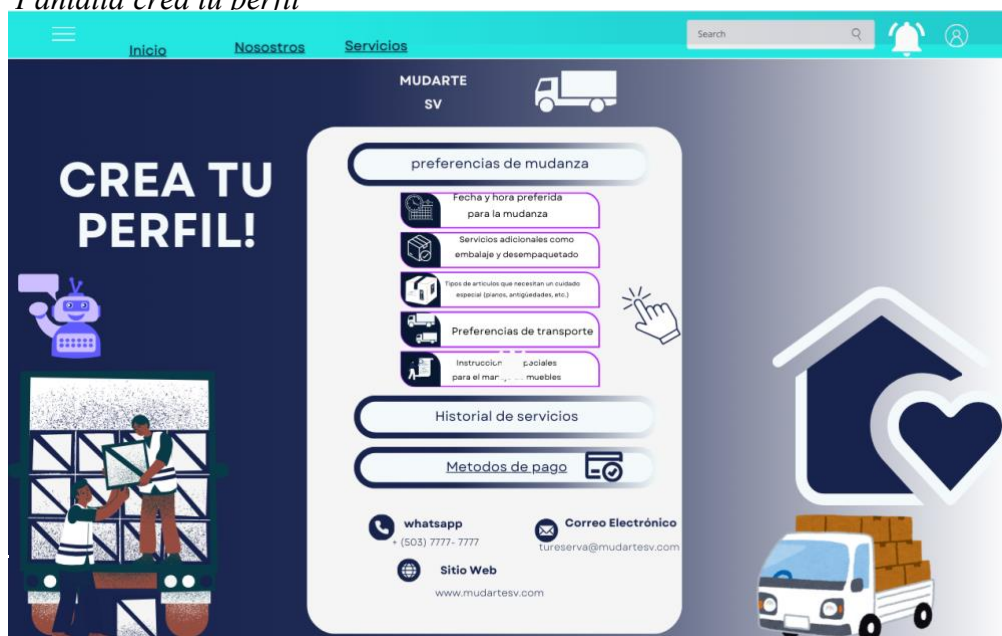 Pantalla crea tu perfil
Inicio
Nosostros
Servicios
Search
MUDARTE
SV
CREA TU
PERFIL!
preferencias de mudanza
Fecha y hora preferida
para la mudanza
Servicios adicionales como
embalaje y desempaquetado
Tipos de artículos que necesitan un cuidado
especial (pianos, antigüedades, etc.)
Preferencias de transporte
para el muebles
Historial de servicios
Metodos de pago
whatsapp
+ (503) 7777- 7777
Correo Electrónico
tureserva@mudartesv.com
Sitio Web
www.mudartesv.com